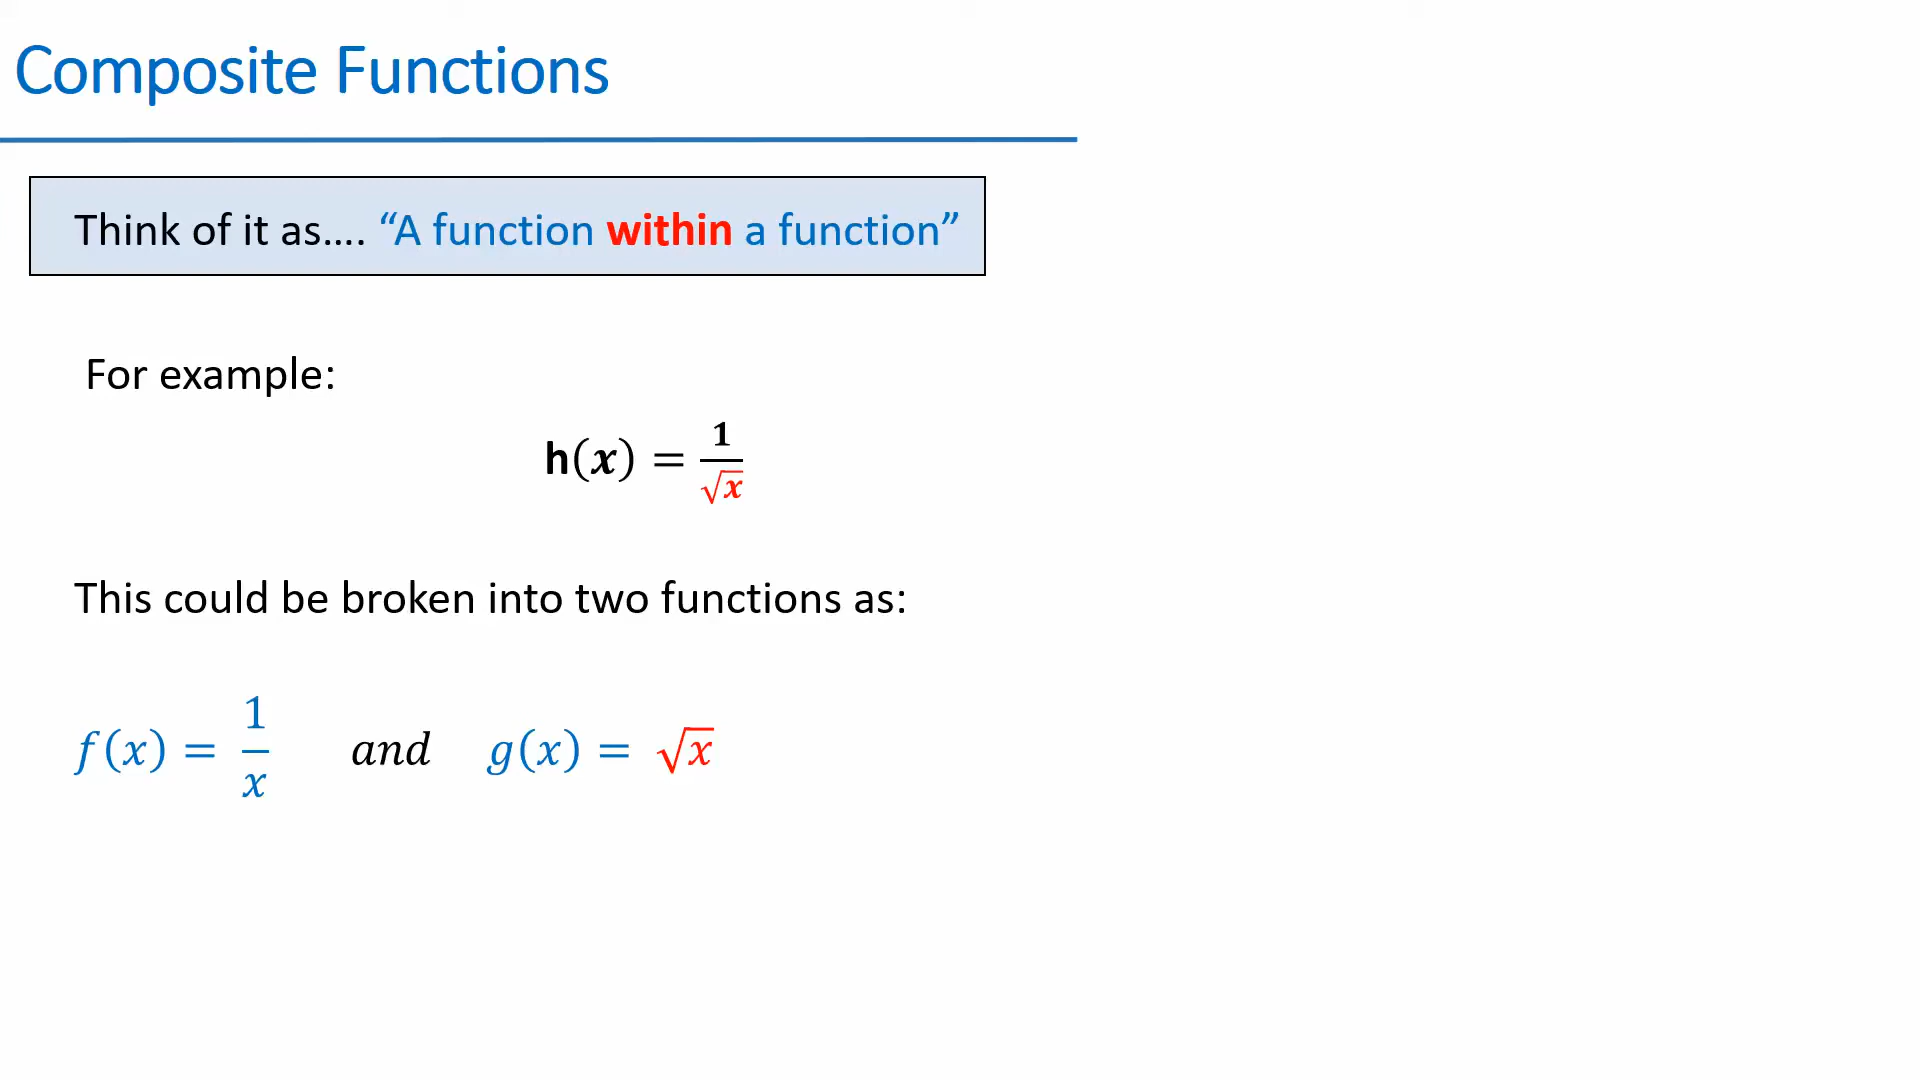 Composite Functions
Think of it as…. “A function within a function”
For example:
h(x) = 1/√x
This could be broken into two functions as:
f(x) = 1/x and g(x) = √x